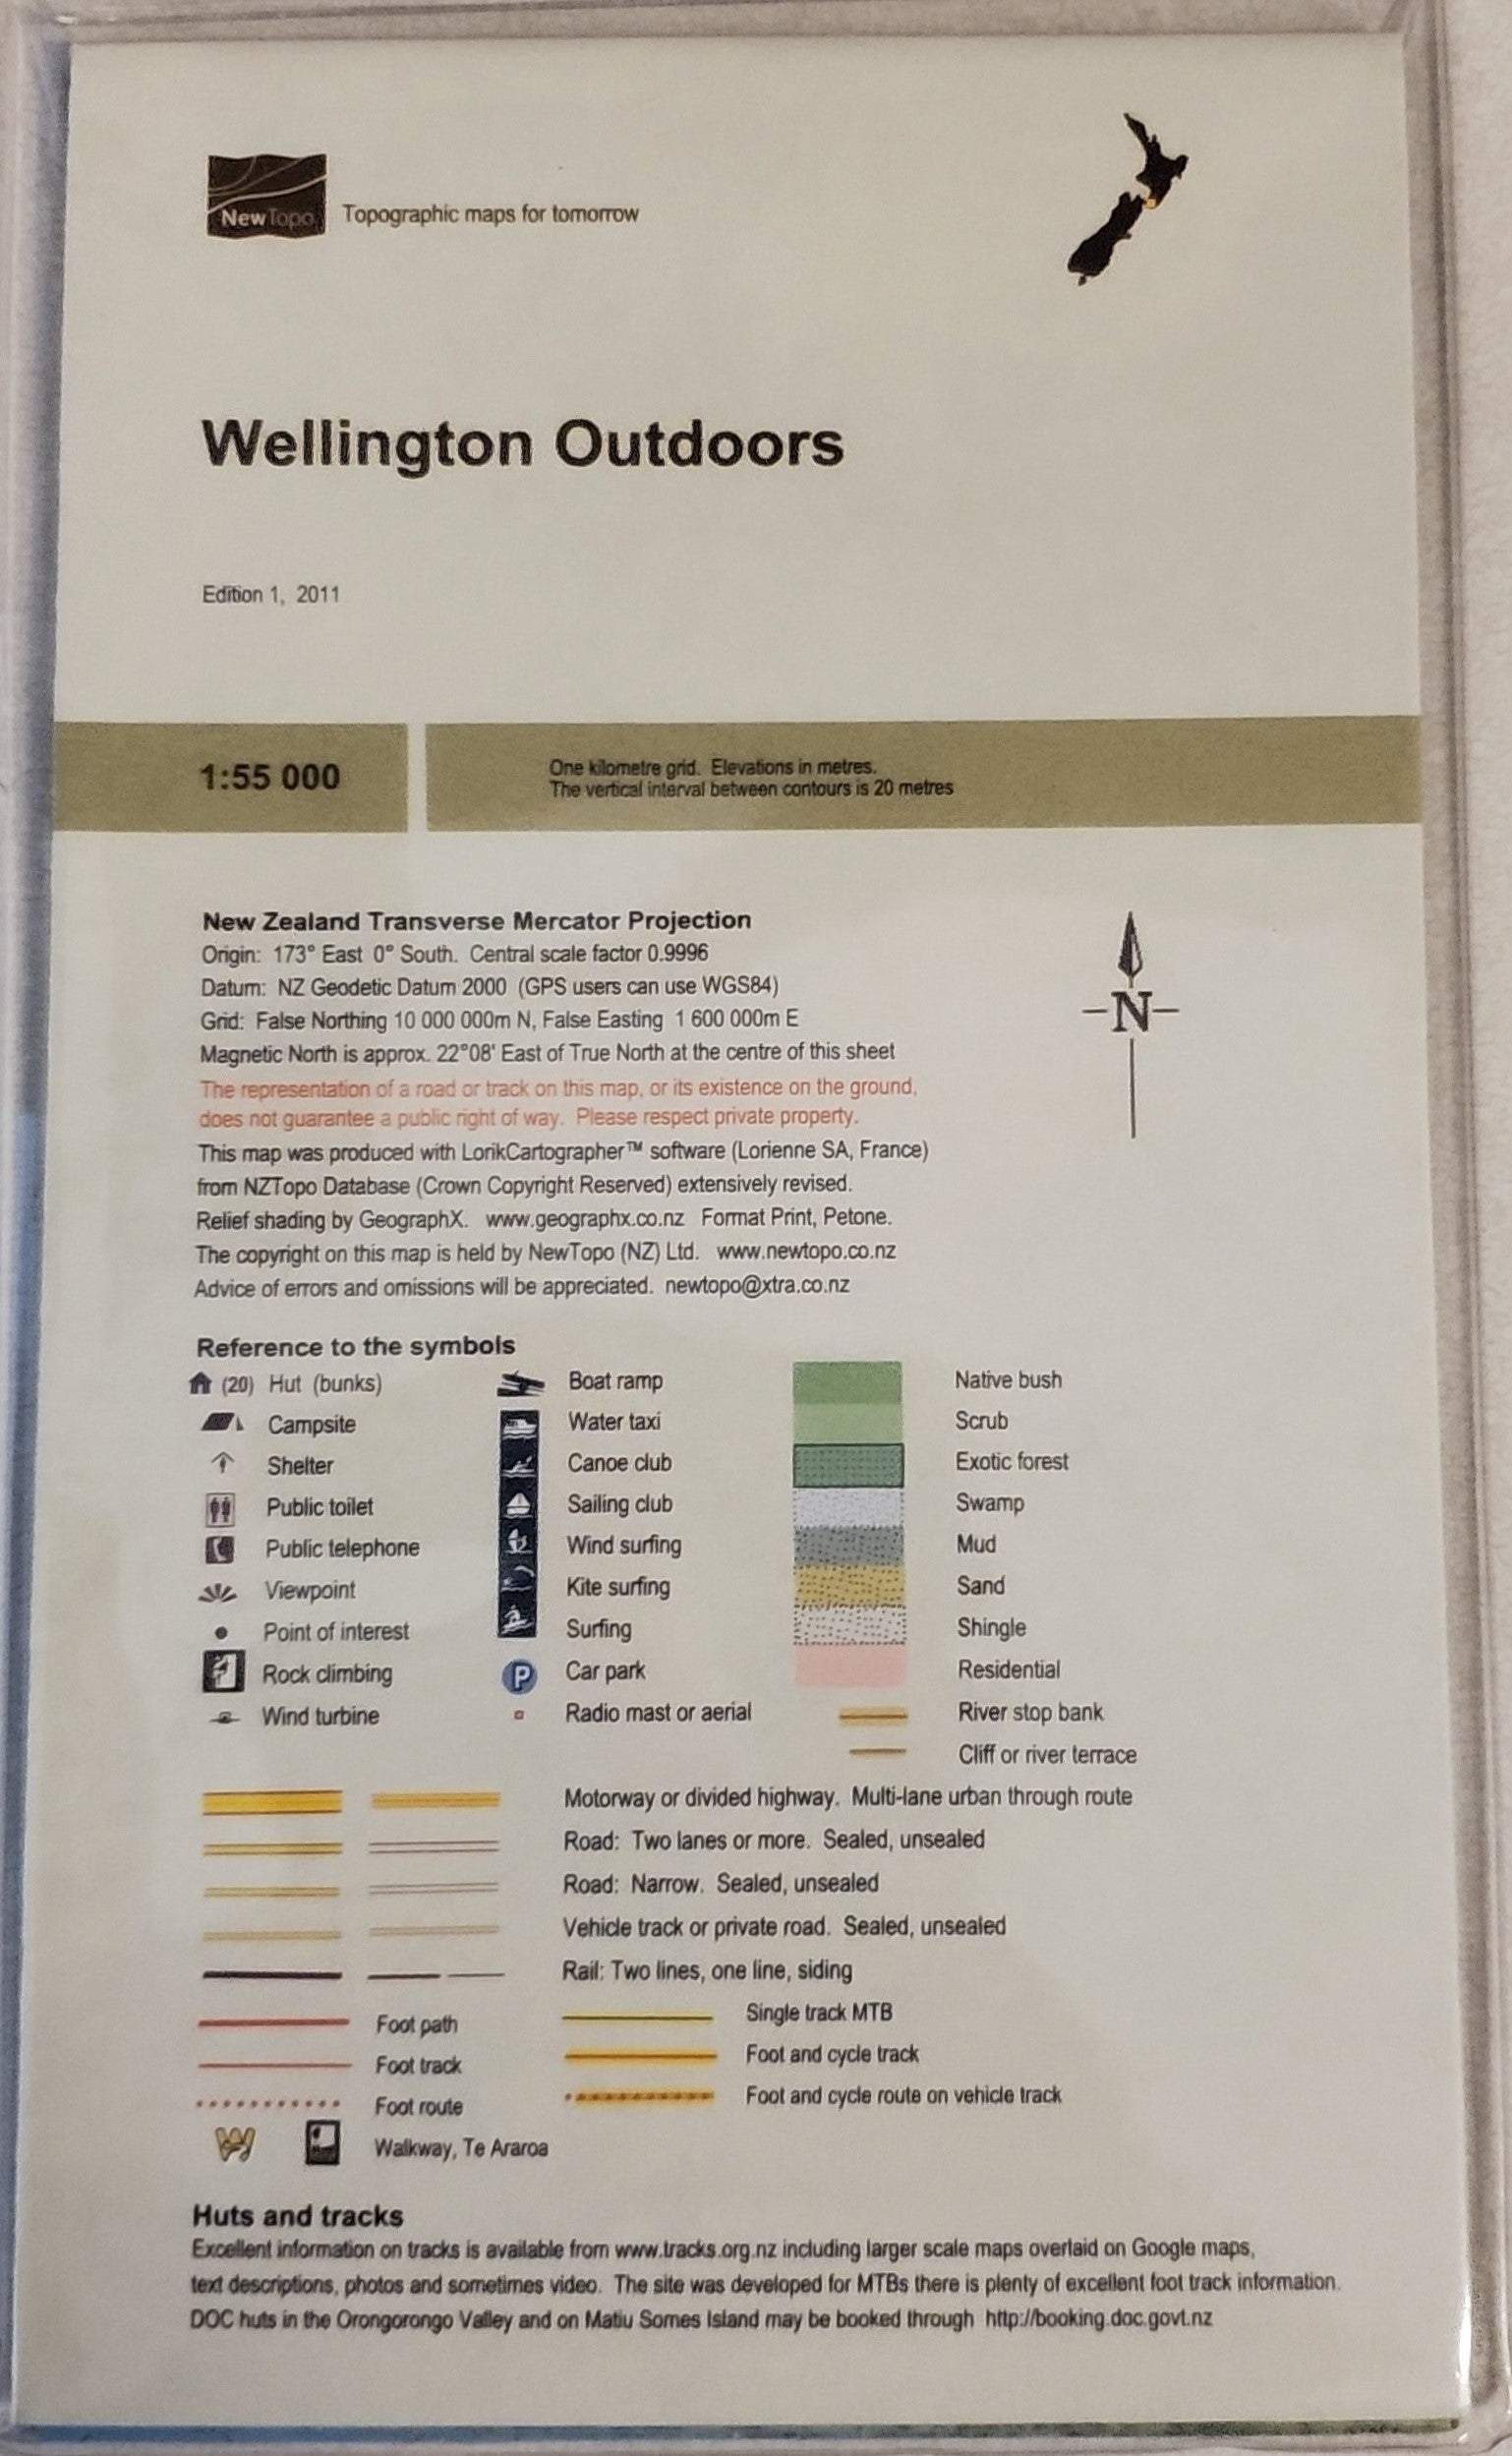 NewTopo
Topographic maps for tomorrow
Wellington Outdoors
Edition 1, 2011
1:55 000
One kilometre grid. Elevations in metres.
The vertical interval between contours is 20 metres
New Zealand Transverse Mercator Projection
Origin: 173° East 0° South. Central scale factor 0.9996
Datum: NZ Geodetic Datum 2000 (GPS users can use WGS84)
Grid: False Northing 10 000 000m N, False Easting 1 600 000m E
Magnetic North is approx. 22°08' East of True North at the centre of this sheet
The representation of a road or track on this map, or its existence on the ground,
does not guarantee a public right of way. Please respect private property.
This map was produced with LorikCartographer™ software (Lorienne SA, France)
from NZTopo Database (Crown Copyright Reserved) extensively revised.
Relief shading by GeographX. www.geographx.co.nz Format Print, Petone.
The copyright on this map is held by NewTopo (NZ) Ltd. www.newtopo.co.nz
Advice of errors and omissions will be appreciated. newtopo@xtra.co.nz
N
Reference to the symbols
(20) Hut (bunks)
Campsite
Shelter
Public toilet
Public telephone
Viewpoint
Point of interest
Rock climbing
Wind turbine
Boat ramp
Water taxi
Canoe club
Sailing club
Wind surfing
Kite surfing
Surfing
P Car park
Radio mast or aerial
Native bush
Scrub
Exotic forest
Swamp
Mud
Sand
Shingle
Residential
River stop bank
Cliff or river terrace
Motorway or divided highway. Multi-lane urban through route
Road: Two lanes or more. Sealed, unsealed
Road: Narrow. Sealed, unsealed
Vehicle track or private road. Sealed, unsealed
Rail: Two lines, one line, siding
Foot path
Foot track
Foot route
W Walkway, Te Araroa
Single track MTB
Foot and cycle track
Foot and cycle route on vehicle track
Huts and tracks
Excellent information on tracks is available from www.tracks.org.nz including larger scale maps overlaid on Google maps,
text descriptions, photos and sometimes video. The site was developed for MTBs there is plenty of excellent foot track information.
DOC huts in the Orongorongo Valley and on Matiu Somes Island may be booked through http://booking.doc.govt.nz